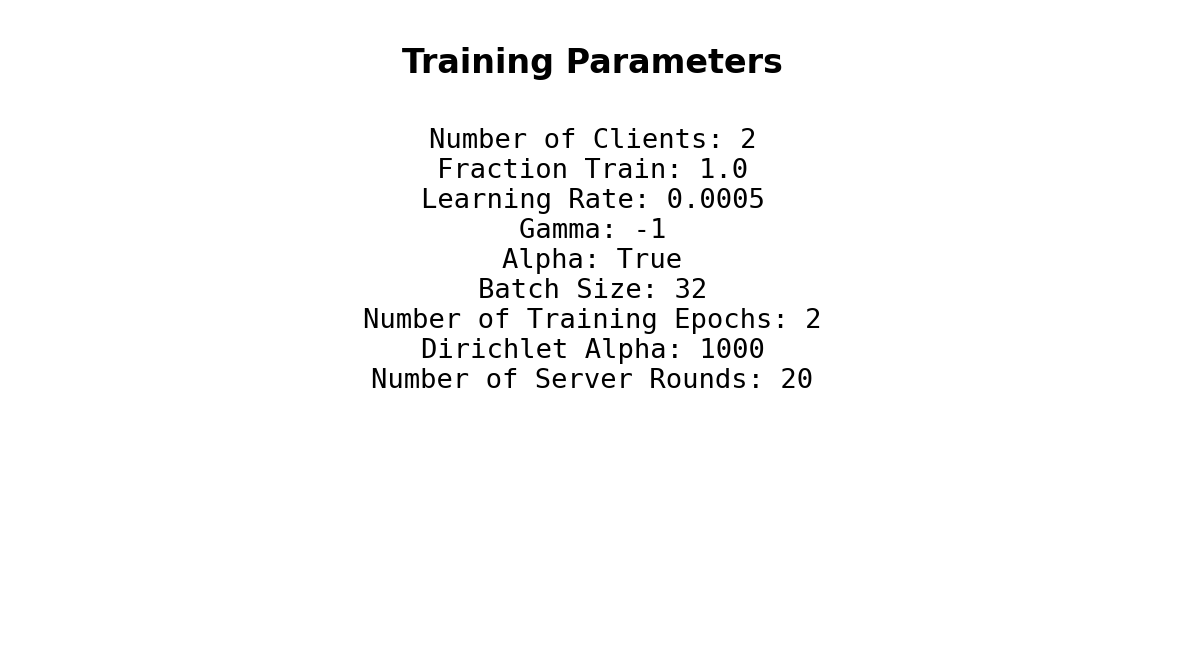 Training Parameters
Number of Clients: 2
Fraction Train: 1.0
Learning Rate: 0.0005
Gamma: -1
Alpha: True
Batch Size: 32
Number of Training Epochs: 2
Dirichlet Alpha: 1000
Number of Server Rounds: 20